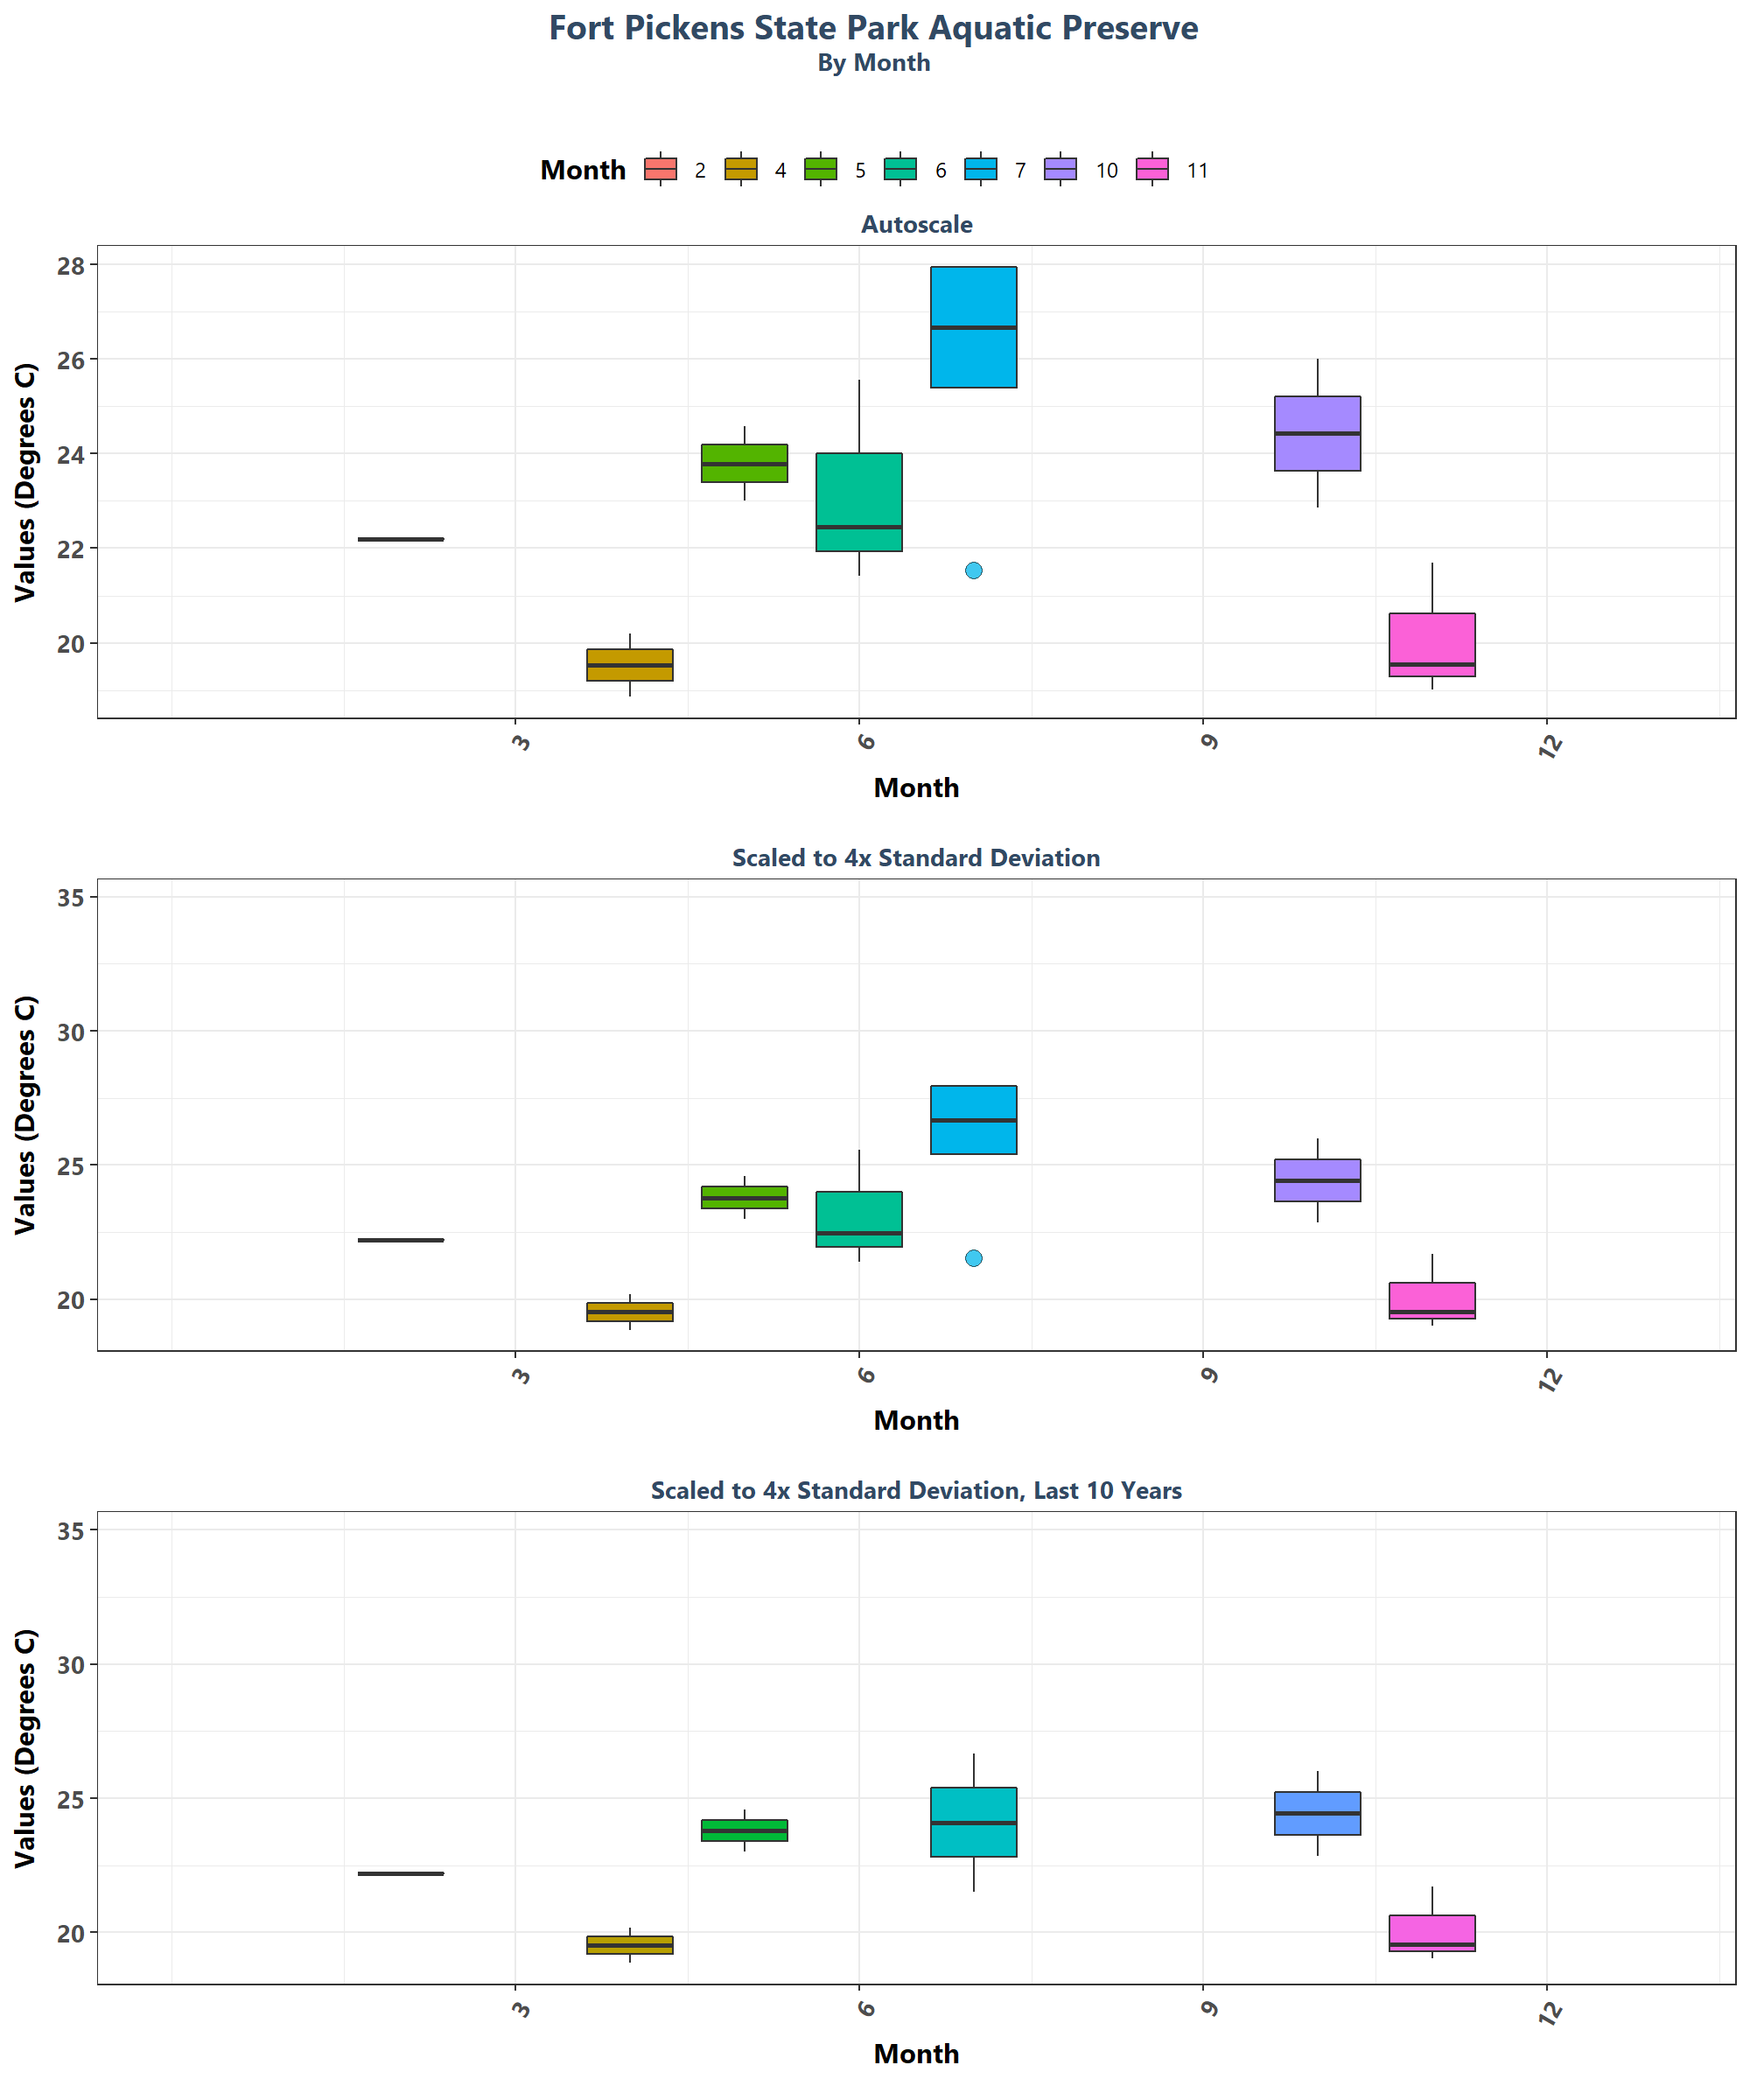 Fort Pickens State Park Aquatic Preserve
By Month
Month 2 4 5 6 7 10 11
Autoscale
Values (Degrees C)
28
26
24
22
20
3 6 9 12
Month
Scaled to 4x Standard Deviation
Values (Degrees C)
35
30
25
20
3 6 9 12
Month
Scaled to 4x Standard Deviation, Last 10 Years
Values (Degrees C)
35
30
25
20
3 6 9 12
Month